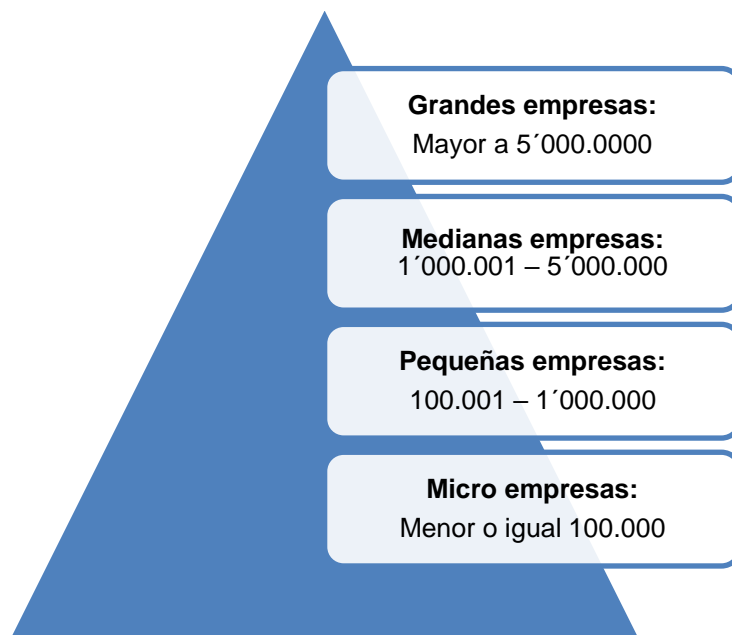 Grandes empresas:
Mayor a 5´000.0000
Medianas empresas:
1´000.001 – 5´000.000
Pequeñas empresas:
100.001 – 1´000.000
Micro empresas:
Menor o igual 100.000